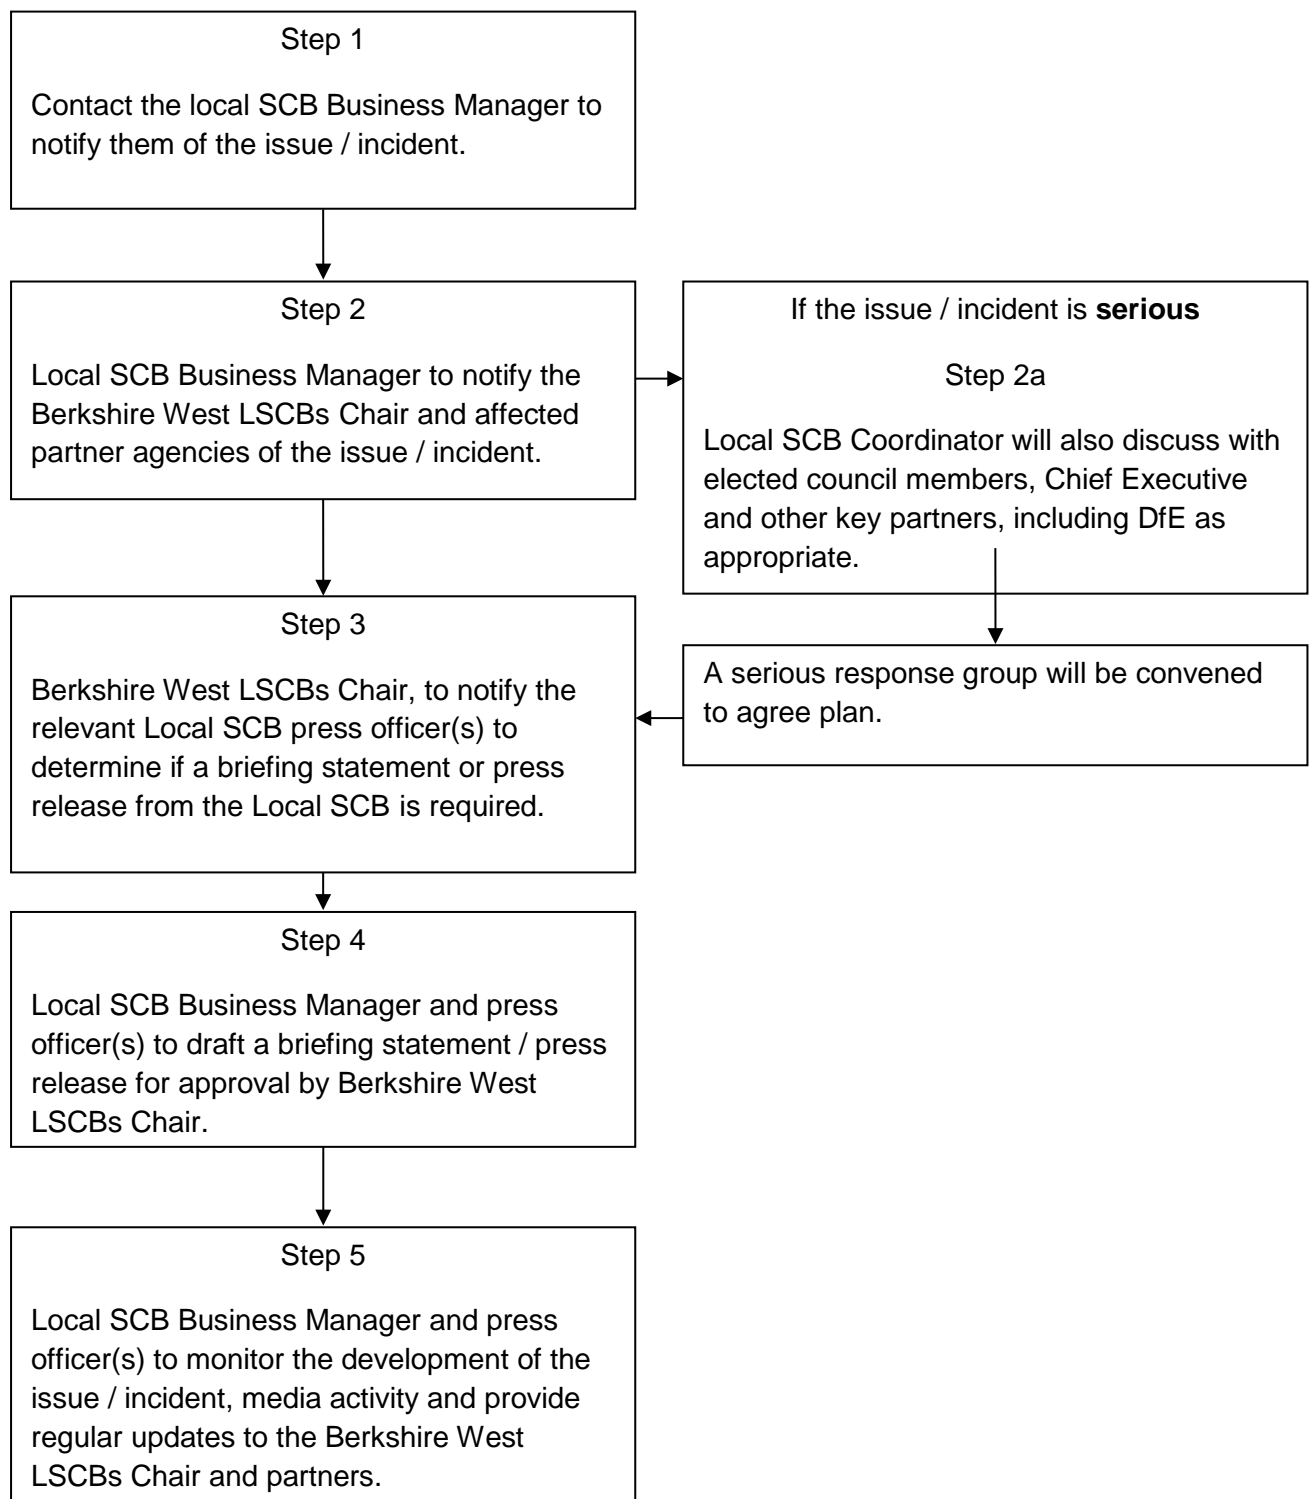 Step 1
Contact the local SCB Business Manager to
notify them of the issue / incident.
Step 2
Local SCB Business Manager to notify the
Berkshire West LSCBs Chair and affected
partner agencies of the issue / incident.
If the issue / incident is serious
Step 2a
Local SCB Coordinator will also discuss with
elected council members, Chief Executive
and other key partners, including DfE as
appropriate.
A serious response group will be convened
to agree plan.
Step 3
Berkshire West LSCBs Chair, to notify the
relevant Local SCB press officer(s) to
determine if a briefing statement or press
release from the Local SCB is required.
Step 4
Local SCB Business Manager and press
officer(s) to draft a briefing statement / press
release for approval by Berkshire West
LSCBs Chair.
Step 5
Local SCB Business Manager and press
officer(s) to monitor the development of the
issue / incident, media activity and provide
regular updates to the Berkshire West
LSCBs Chair and partners.